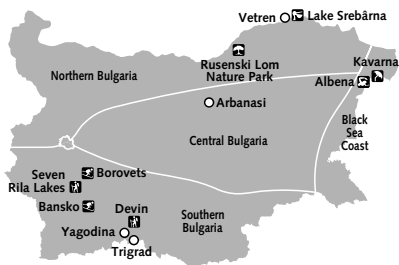 Vetren
Lake Srebârna
Kavarna
Rusenski Lom
Nature Park
Northern Bulgaria
Albena
Arbanasi
Black
Sea
Coast
Central Bulgaria
Seven
Rila Lakes
Borovets
Bansko
Devin
Southern
Bulgaria
Yagodina
Trigrad